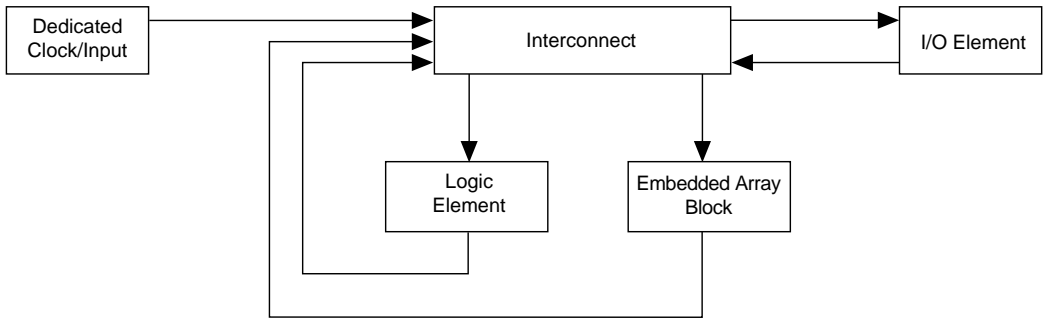 Dedicated
Clock/Input
Interconnect
I/O Element
Logic
Element
Embedded Array
Block